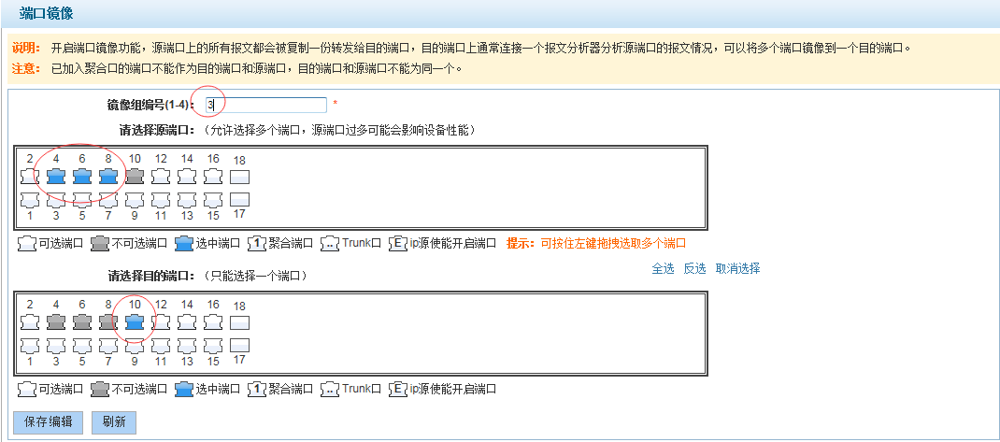 端口镜像
说明： 开启端口镜像功能，源端口上的所有报文都会被复制一份转发给目的端口，目的端口上通常连接一个报文分析器分析源端口的报文情况，可以将多个端口镜像到一个目的端口。
注意： 已加入聚合口的端口不能作为目的端口和源端口，目的端口和源端口不能为同一个。
镜像组编号(1-4)： 3 *
请选择源端口：（允许选择多个端口，源端口过多可能会影响设备性能）
2 4 6 8 10 12 14 16 18
1 3 5 7 9 11 13 15 17
可选端口 不可选端口 选中端口 1 聚合端口 .. Trunk口 E ip源使能开启端口 提示：可按住左键拖拽选取多个端口
全选 反选 取消选择
请选择目的端口：（只能选择一个端口）
2 4 6 8 10 12 14 16 18
1 3 5 7 9 11 13 15 17
可选端口 不可选端口 选中端口 1 聚合端口 .. Trunk口 E ip源使能开启端口
保存编辑 刷新